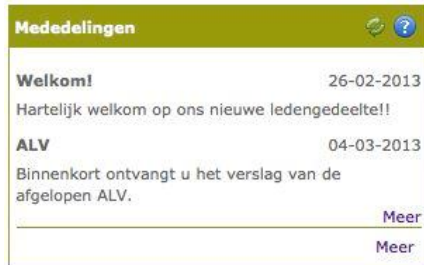 Mededelingen ?
Welkom! 26-02-2013
Hartelijk welkom op ons nieuwe ledengedeelte!!
ALV 04-03-2013
Binnenkort ontvangt u het verslag van de
afgelopen ALV.
Meer
Meer